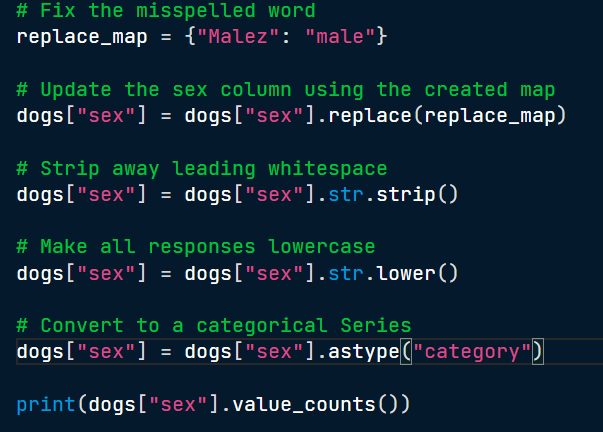 # Fix the misspelled word
replace_map = {"Malez": "male"}
# Update the sex column using the created map
dogs["sex"] = dogs["sex"].replace(replace_map)
# Strip away leading whitespace
dogs["sex"] = dogs["sex"].str.strip()
# Make all responses lowercase
dogs["sex"] = dogs["sex"].str.lower()
# Convert to a categorical Series
dogs["sex"] = dogs["sex"].astype("category")
print(dogs["sex"].value_counts())